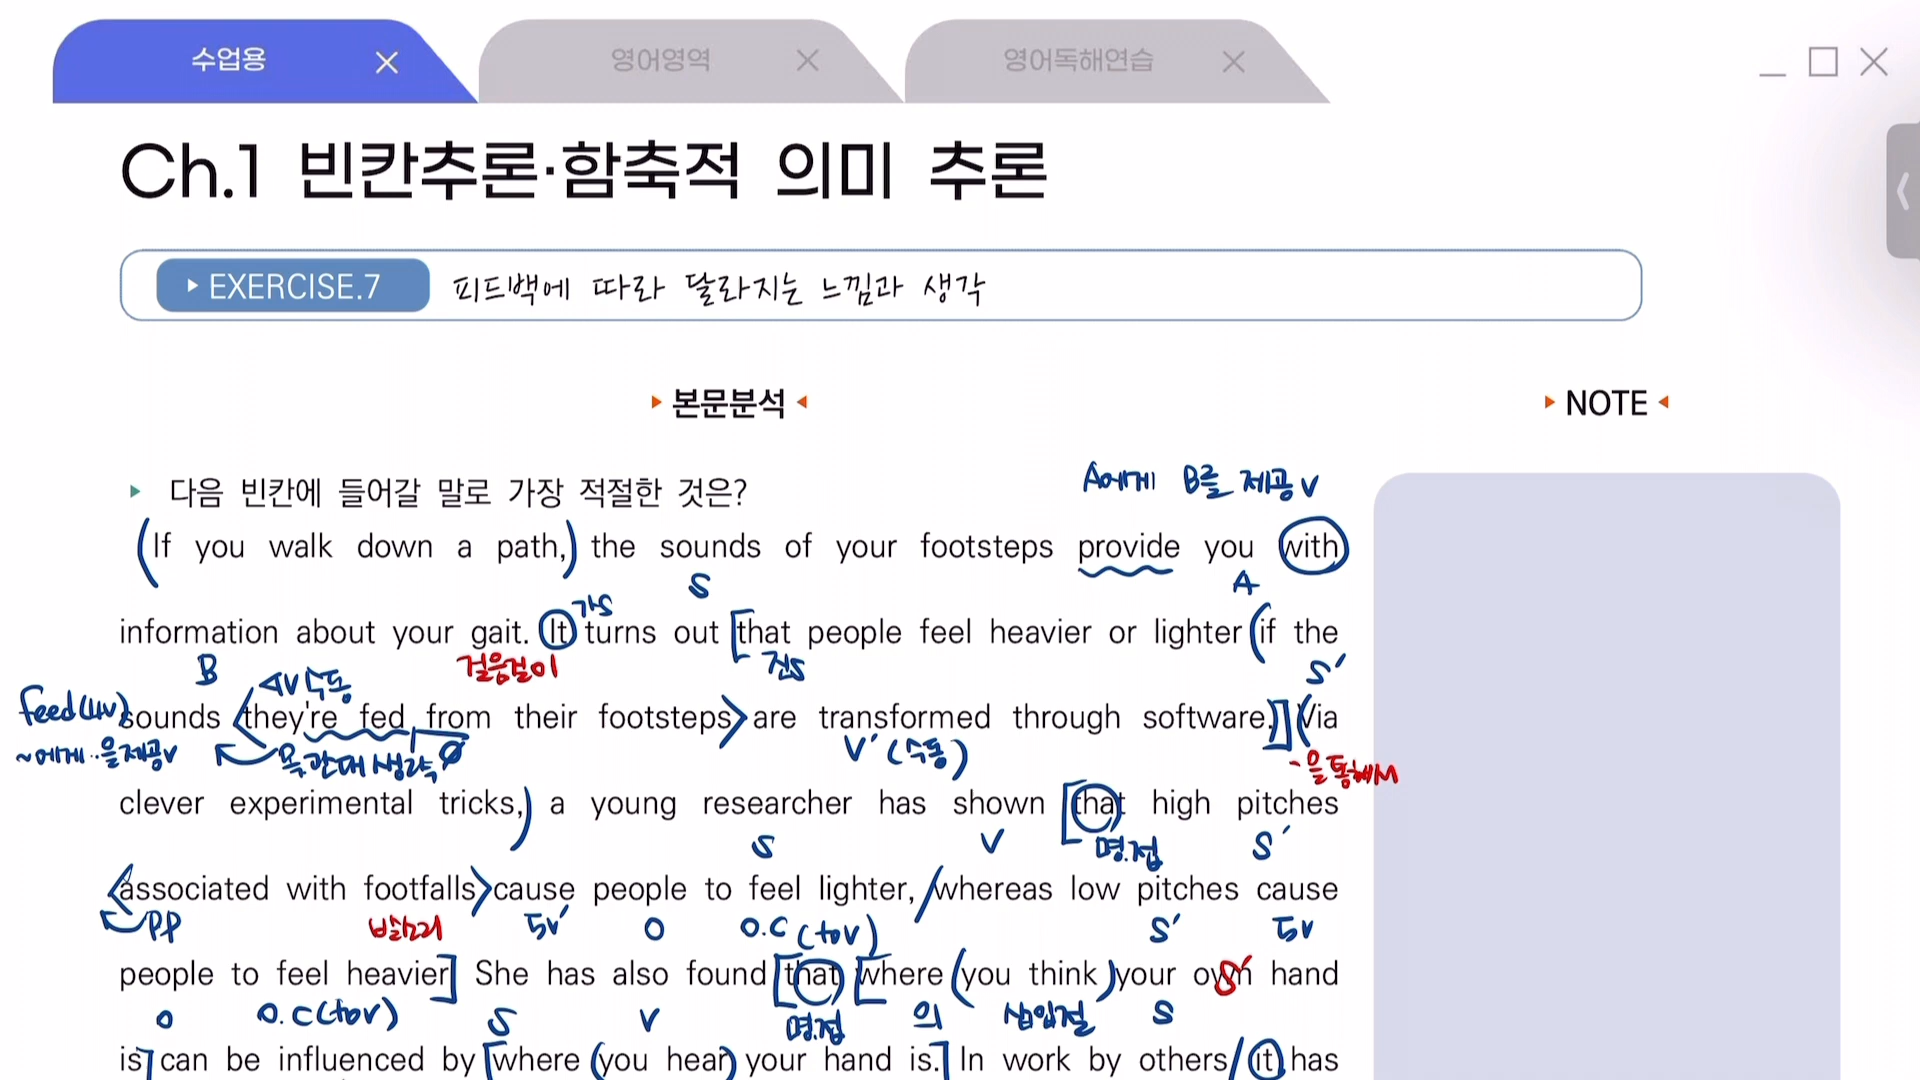 수업용
영어영역
영어독해연습
Ch.1 빈칸추론·함축적 의미 추론
EXERCISE.7 피드백에 따라 달라지는 느낌과 생각
본문분석
NOTE
A에게 B를 제공V
다음 빈칸에 들어갈 말로 가장 적절한 것은?
(If you walk down a path,) the sounds of your footsteps provide you with
S A
가S
information about your gait. It turns out [that people feel heavier or lighter (if the
B 걸음걸이 진S S'
feed(4V) 4V수동
sounds <they're fed from their footsteps> are transformed through software.)] (Via
~에게..을제공V 목.관대 생략 Ø V'(수동) ~을 통해서
clever experimental tricks,) a young researcher has shown [that high pitches
S V 명.접 S'
<associated with footfalls> cause people to feel lighter, / whereas low pitches cause
PP 발소리 5V' O O.C (toV) S' 5V
people to feel heavier] She has also found [that [where (you think) your own hand
O O.C(toV) S V 명.접 의 삽입절 S S'
is] can be influenced by [where (you hear) your hand is.] In work by others / it has